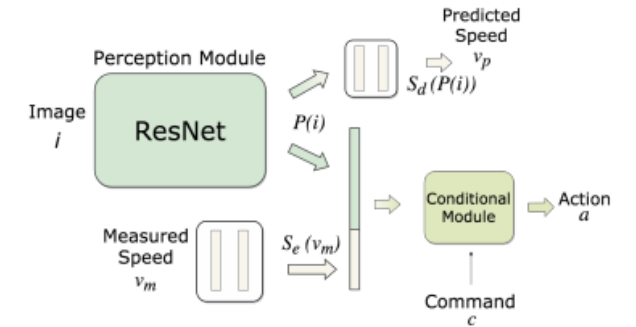 Predicted
Speed
v_p
Perception Module
S_d (P(i))
Image
i
ResNet
P(i)
Conditional
Module
Action
a
Measured
Speed
v_m
S_e (v_m)
Command
c